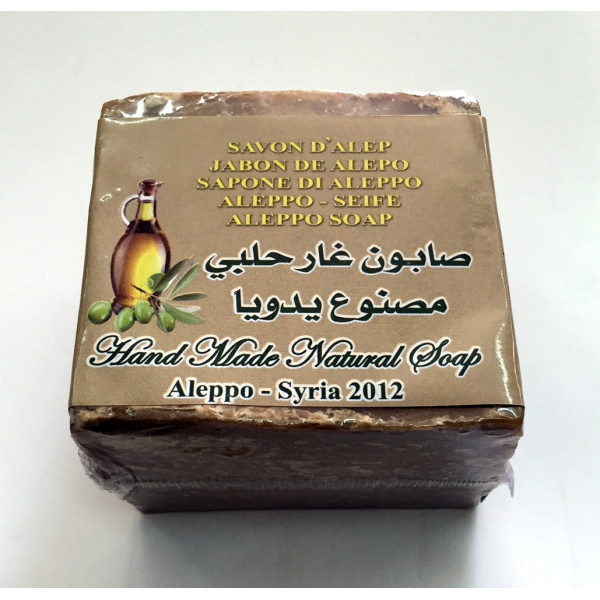 SAVON D'ALEP
JABON DE ALEPO
SAPONE DI ALEPPO
ALEPPO - SEIFE
ALEPPO SOAP
صابون غار حلبي
مصنوع يدويا
Hand Made Natural Soap
Aleppo - Syria 2012